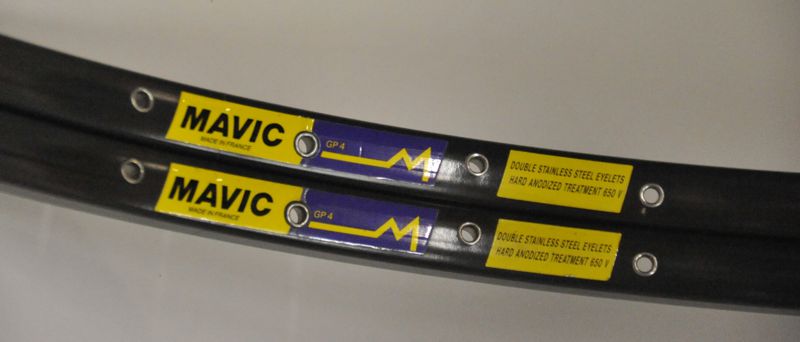 MAVIC
MADE IN FRANCE
GP 4
DOUBLE STAINLESS STEEL EYELETS
HARD ANODIZED TREATMENT 650 V
MAVIC
MADE IN FRANCE
GP 4
DOUBLE STAINLESS STEEL EYELETS
HARD ANODIZED TREATMENT 650 V